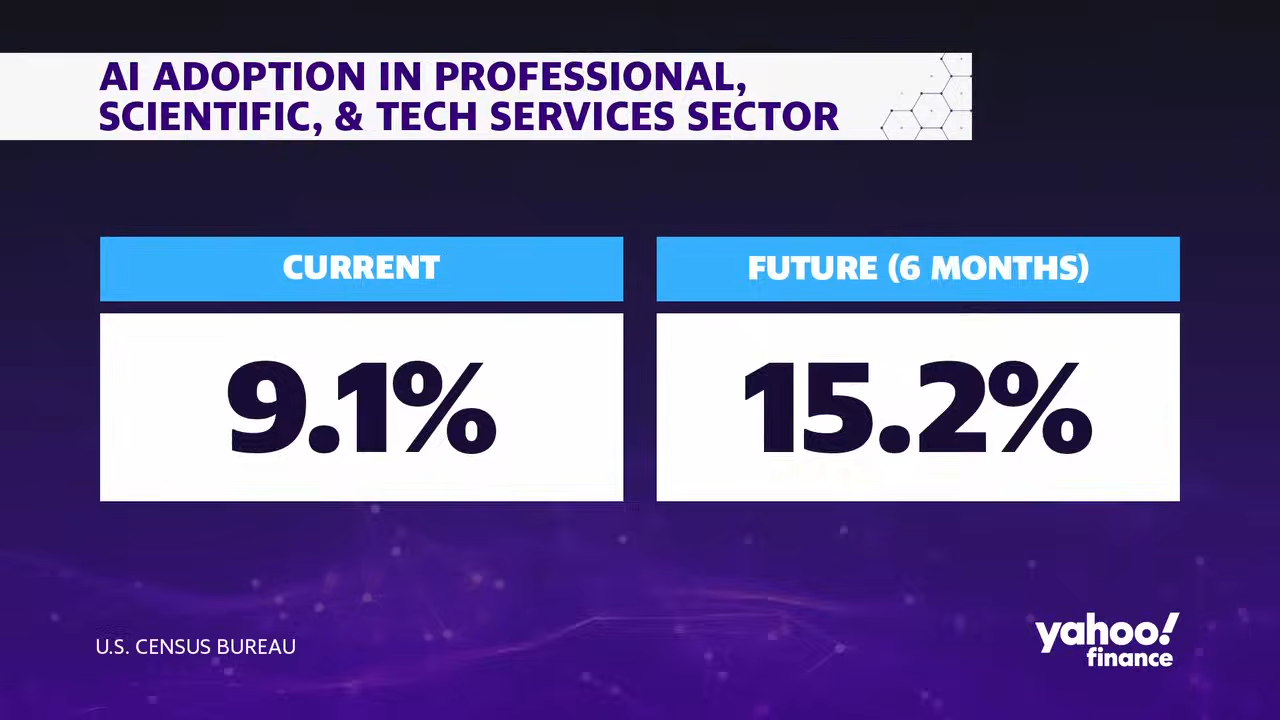 AI ADOPTION IN PROFESSIONAL,
SCIENTIFIC, & TECH SERVICES SECTOR
CURRENT
9.1%
FUTURE (6 MONTHS)
15.2%
U.S. CENSUS BUREAU
yahoo!
finance